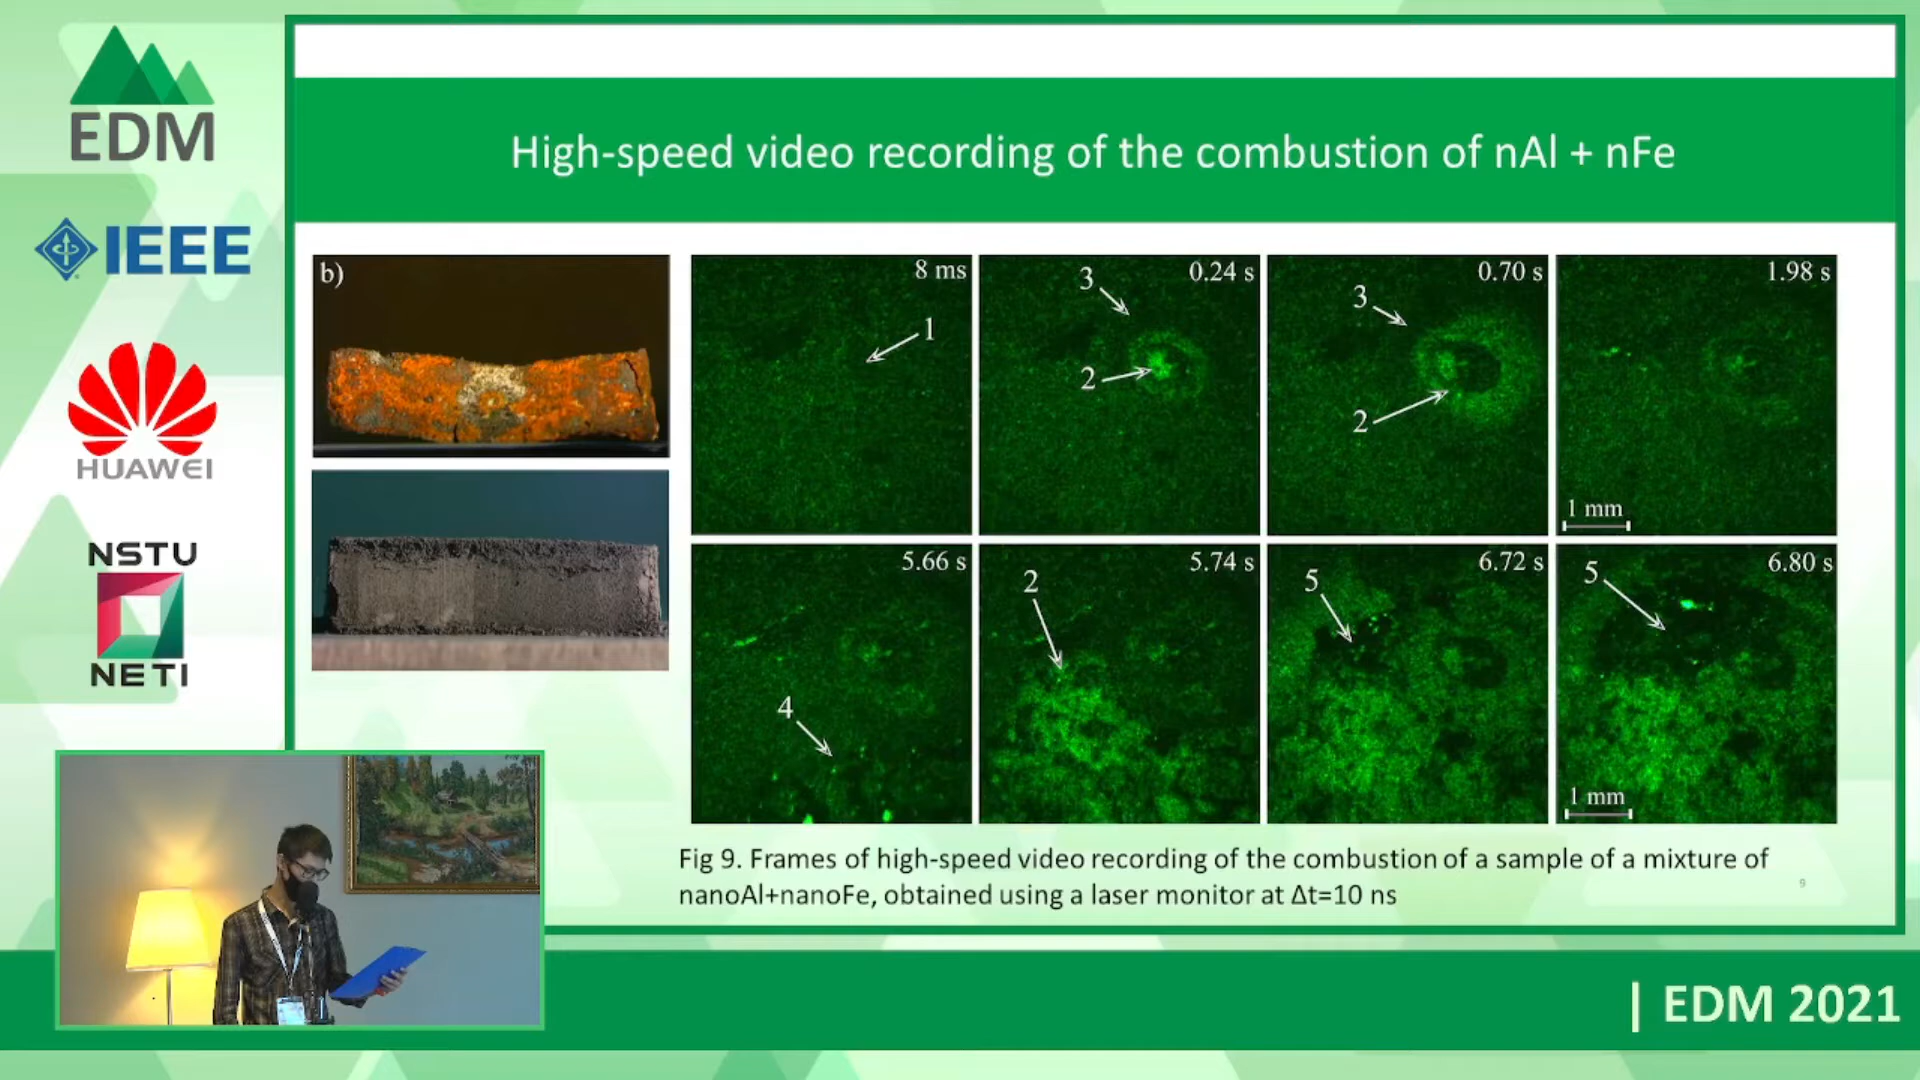 EDM
IEEE
HUAWEI
NSTU
NETI
High-speed video recording of the combustion of nAl + nFe
b)
8 ms
1
0.24 s
3
2
0.70 s
3
2
1.98 s
1 mm
5.66 s
4
5.74 s
2
6.72 s
5
6.80 s
5
1 mm
Fig 9. Frames of high-speed video recording of the combustion of a sample of a mixture of
nanoAl+nanoFe, obtained using a laser monitor at Δt=10 ns
9
| EDM 2021